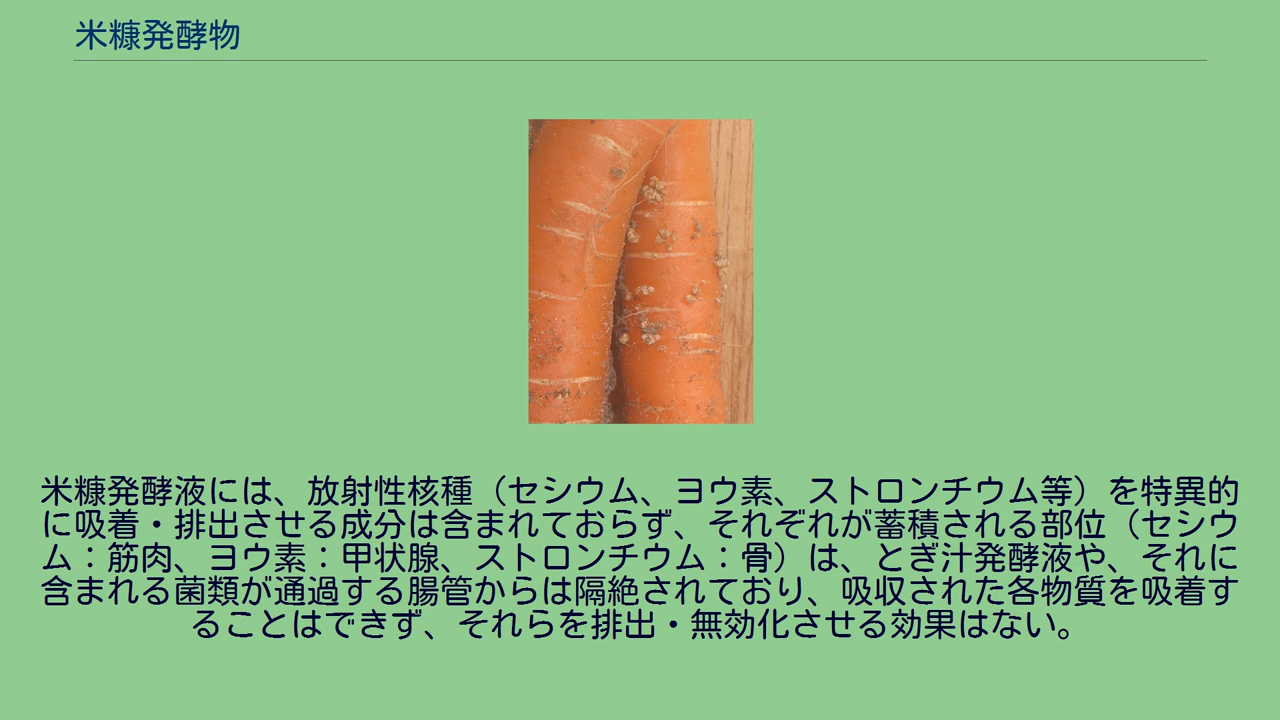 米糠発酵物
米糠発酵液には、放射性核種（セシウム、ヨウ素、ストロンチウム等）を特異的
に吸着・排出させる成分は含まれておらず、それぞれが蓄積される部位（セシウ
ム：筋肉、ヨウ素：甲状腺、ストロンチウム：骨）は、とぎ汁発酵液や、それに
含まれる菌類が通過する腸管からは隔絶されており、吸収された各物質を吸着す
ることはできず、それらを排出・無効化させる効果はない。